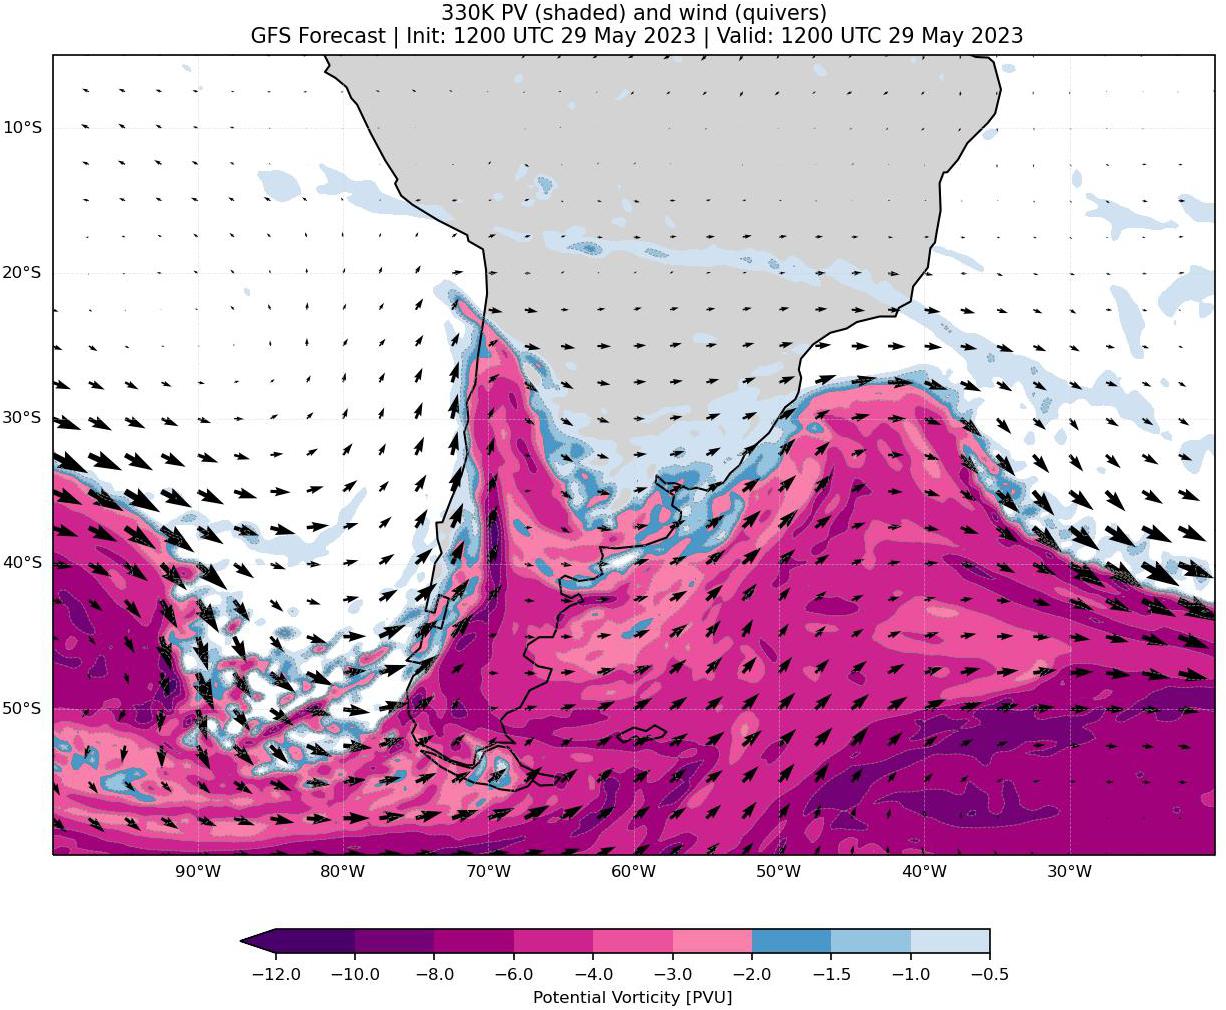 330K PV (shaded) and wind (quivers)
GFS Forecast | Init: 1200 UTC 29 May 2023 | Valid: 1200 UTC 29 May 2023
10°S
20°S
30°S
40°S
50°S
90°W 80°W 70°W 60°W 50°W 40°W 30°W
−12.0 −10.0 −8.0 −6.0 −4.0 −3.0 −2.0 −1.5 −1.0 −0.5
Potential Vorticity [PVU]